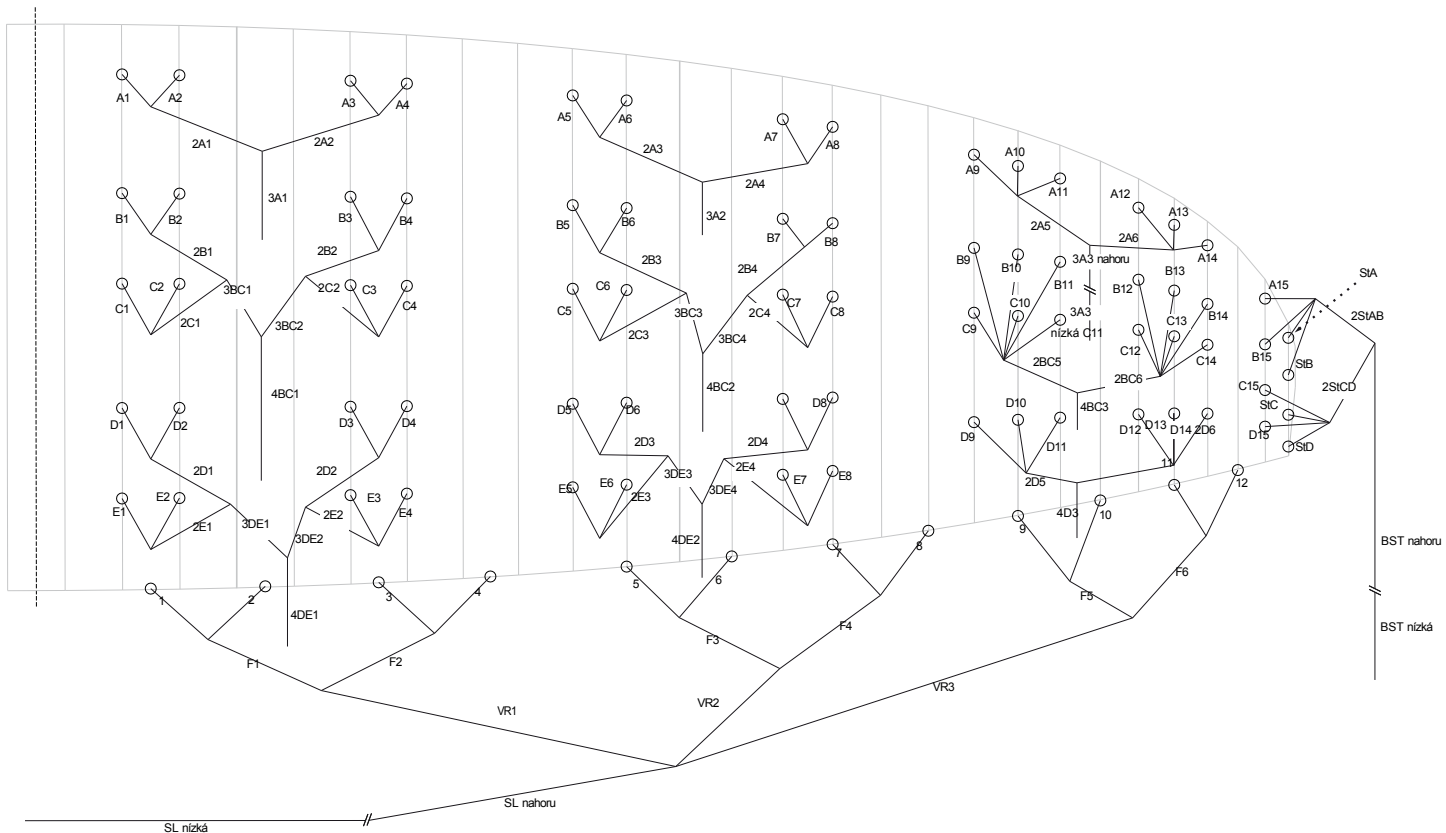 A1 A2 A3 A4 A5 A6 A7 A8 A9 A10 A11 A12 A13 A14
2A1 2A2 2A3 2A4 2A5 2A6
3A1 3A2 3A3 nahoru
3A3
nízká
B1 B2 B3 B4 B5 B6 B7 B8 B9 B10 B11 B12 B13 B14
2B1 2B2 2B3 2B4
C1 C2 C3 C4 C5 C6 C7 C8 C9 C10 C11 C12 C13 C14
2C1 2C2 2C3 2C4
3BC1 3BC2 3BC3 3BC4
2BC5 2BC6
4BC1 4BC2 4BC3
A15 StA
2StAB
B15 StB
C15 2StCD
StC
D15 StD
D1 D2 D3 D4 D5 D6 D8 D9 D10 D11 D12 D13 D14
2D1 2D2 2D3 2D4 2D5 2D6
E1 E2 E3 E4 E5 E6 E7 E8
2E1 2E2 2E3 2E4
3DE1 3DE2 3DE3 3DE4
4DE1 4DE2 4D3
1 2 3 4 5 6 7 8 9 10 11 12
F1 F2 F3 F4 F5 F6
VR1 VR2 VR3
BST nahoru
BST nízká
SL nahoru
SL nízká